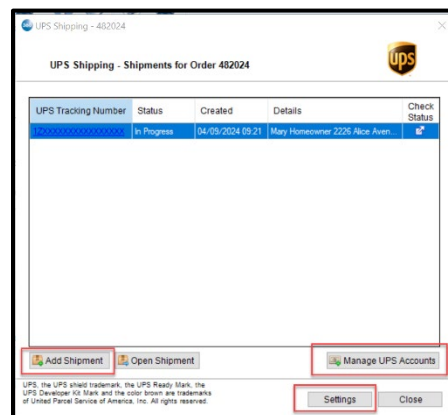 UPS Shipping - 482024
UPS Shipping - Shipments for Order 482024
ups
UPS Tracking Number Status Created Details Check Status
1ZXXXXXXXXXXXXXXXX In Progress 04/09/2024 09:21 Mary Homeowner 2226 Alice Aven...
Add Shipment Open Shipment Manage UPS Accounts
UPS, the UPS shield trademark, the UPS Ready Mark, the
UPS Developer Kit Mark and the color brown are trademarks
of United Parcel Service of America, Inc. All rights reserved.
Settings Close